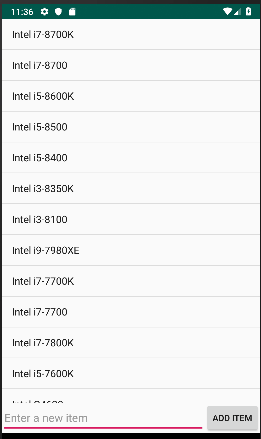 11:36
Intel i7-8700K
Intel i7-8700
Intel i5-8600K
Intel i5-8500
Intel i5-8400
Intel i3-8350K
Intel i3-8100
Intel i9-7980XE
Intel i7-7700K
Intel i7-7700
Intel i7-7800K
Intel i5-7600K
Intel
Enter a new item
ADD ITEM